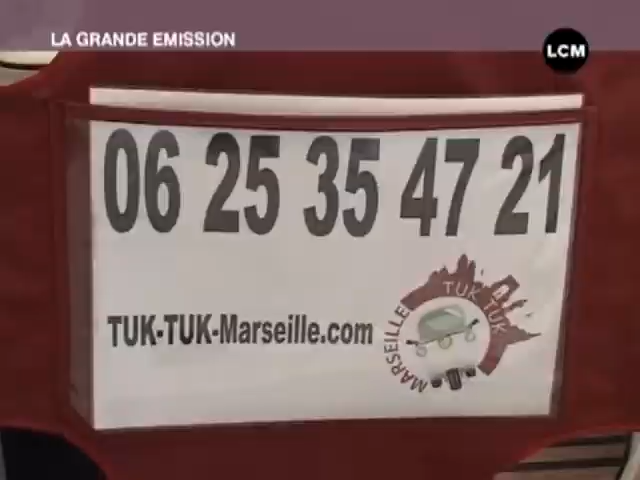 LA GRANDE EMISSION
LCM
06 25 35 47 21
TUK-TUK-Marseille.com
MARSEILLE TUK TUK